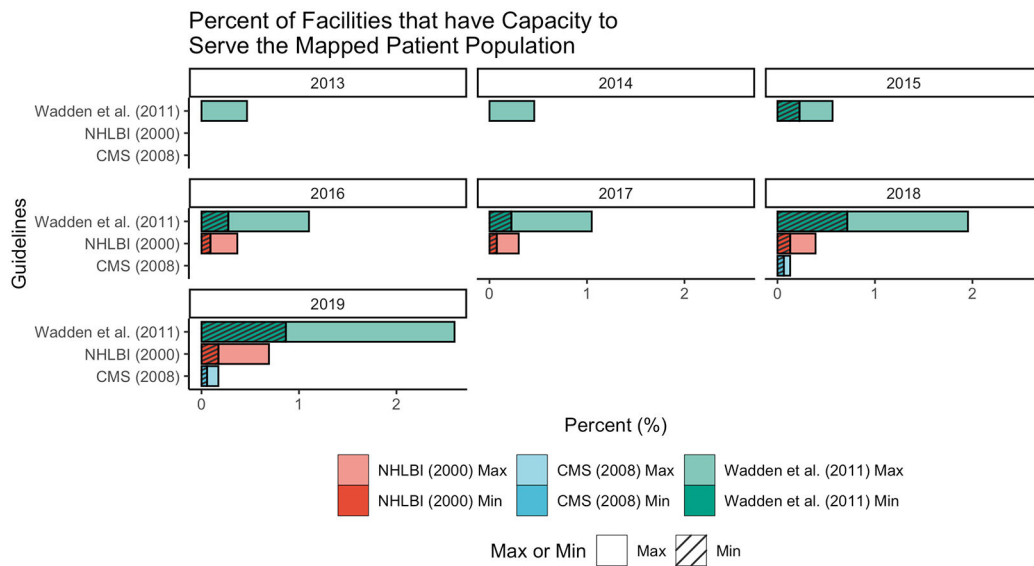 Percent of Facilities that have Capacity to
Serve the Mapped Patient Population
2013
2014
2015
Wadden et al. (2011)
NHLBI (2000)
CMS (2008)
2016
2017
2018
Wadden et al. (2011)
NHLBI (2000)
CMS (2008)
0 1 2
0 1 2
2019
Wadden et al. (2011)
NHLBI (2000)
CMS (2008)
0 1 2
Guidelines
Percent (%)
NHLBI (2000) Max
CMS (2008) Max
Wadden et al. (2011) Max
NHLBI (2000) Min
CMS (2008) Min
Wadden et al. (2011) Min
Max or Min
Max
Min